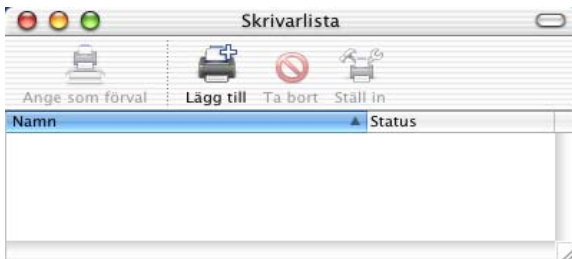 Skrivarlista
Ange som förval Lägg till Ta bort Ställ in
Namn Status